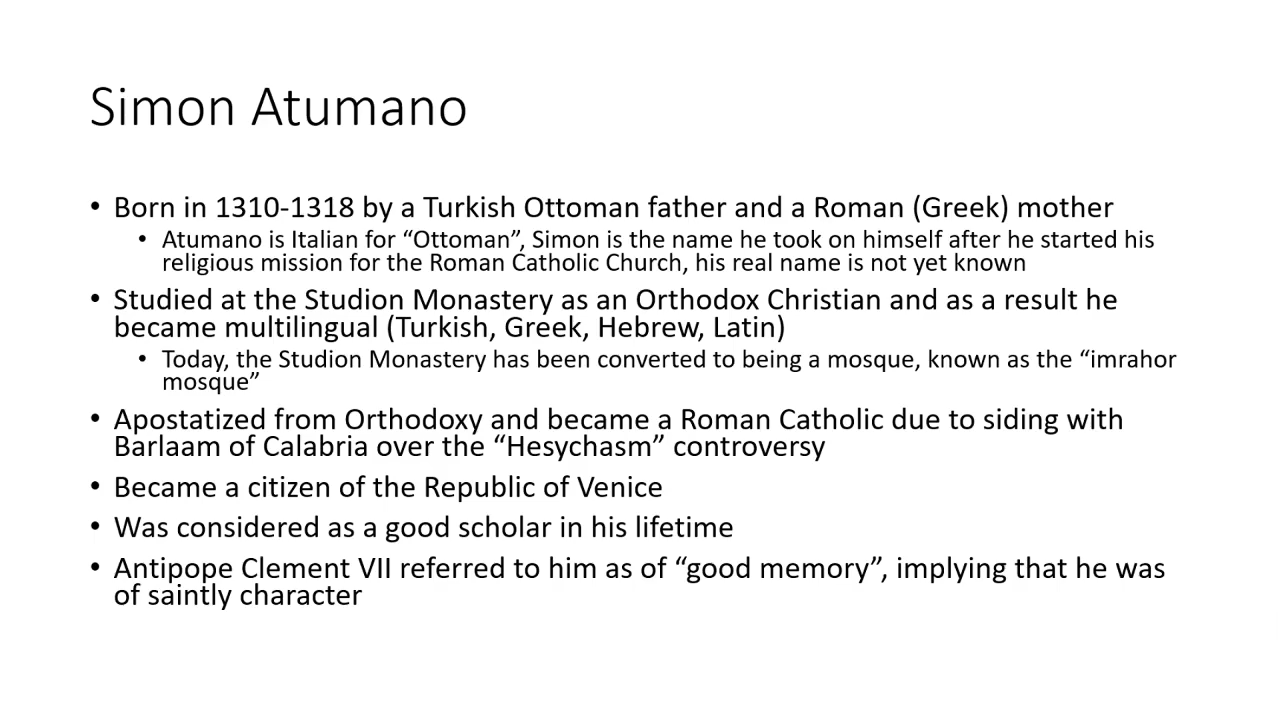 Simon Atumano
• Born in 1310-1318 by a Turkish Ottoman father and a Roman (Greek) mother
• Atumano is Italian for “Ottoman”, Simon is the name he took on himself after he started his
religious mission for the Roman Catholic Church, his real name is not yet known
• Studied at the Studion Monastery as an Orthodox Christian and as a result he
became multilingual (Turkish, Greek, Hebrew, Latin)
• Today, the Studion Monastery has been converted to being a mosque, known as the “imrahor
mosque”
• Apostatized from Orthodoxy and became a Roman Catholic due to siding with
Barlaam of Calabria over the “Hesychasm” controversy
• Became a citizen of the Republic of Venice
• Was considered as a good scholar in his lifetime
• Antipope Clement VII referred to him as of “good memory”, implying that he was
of saintly character